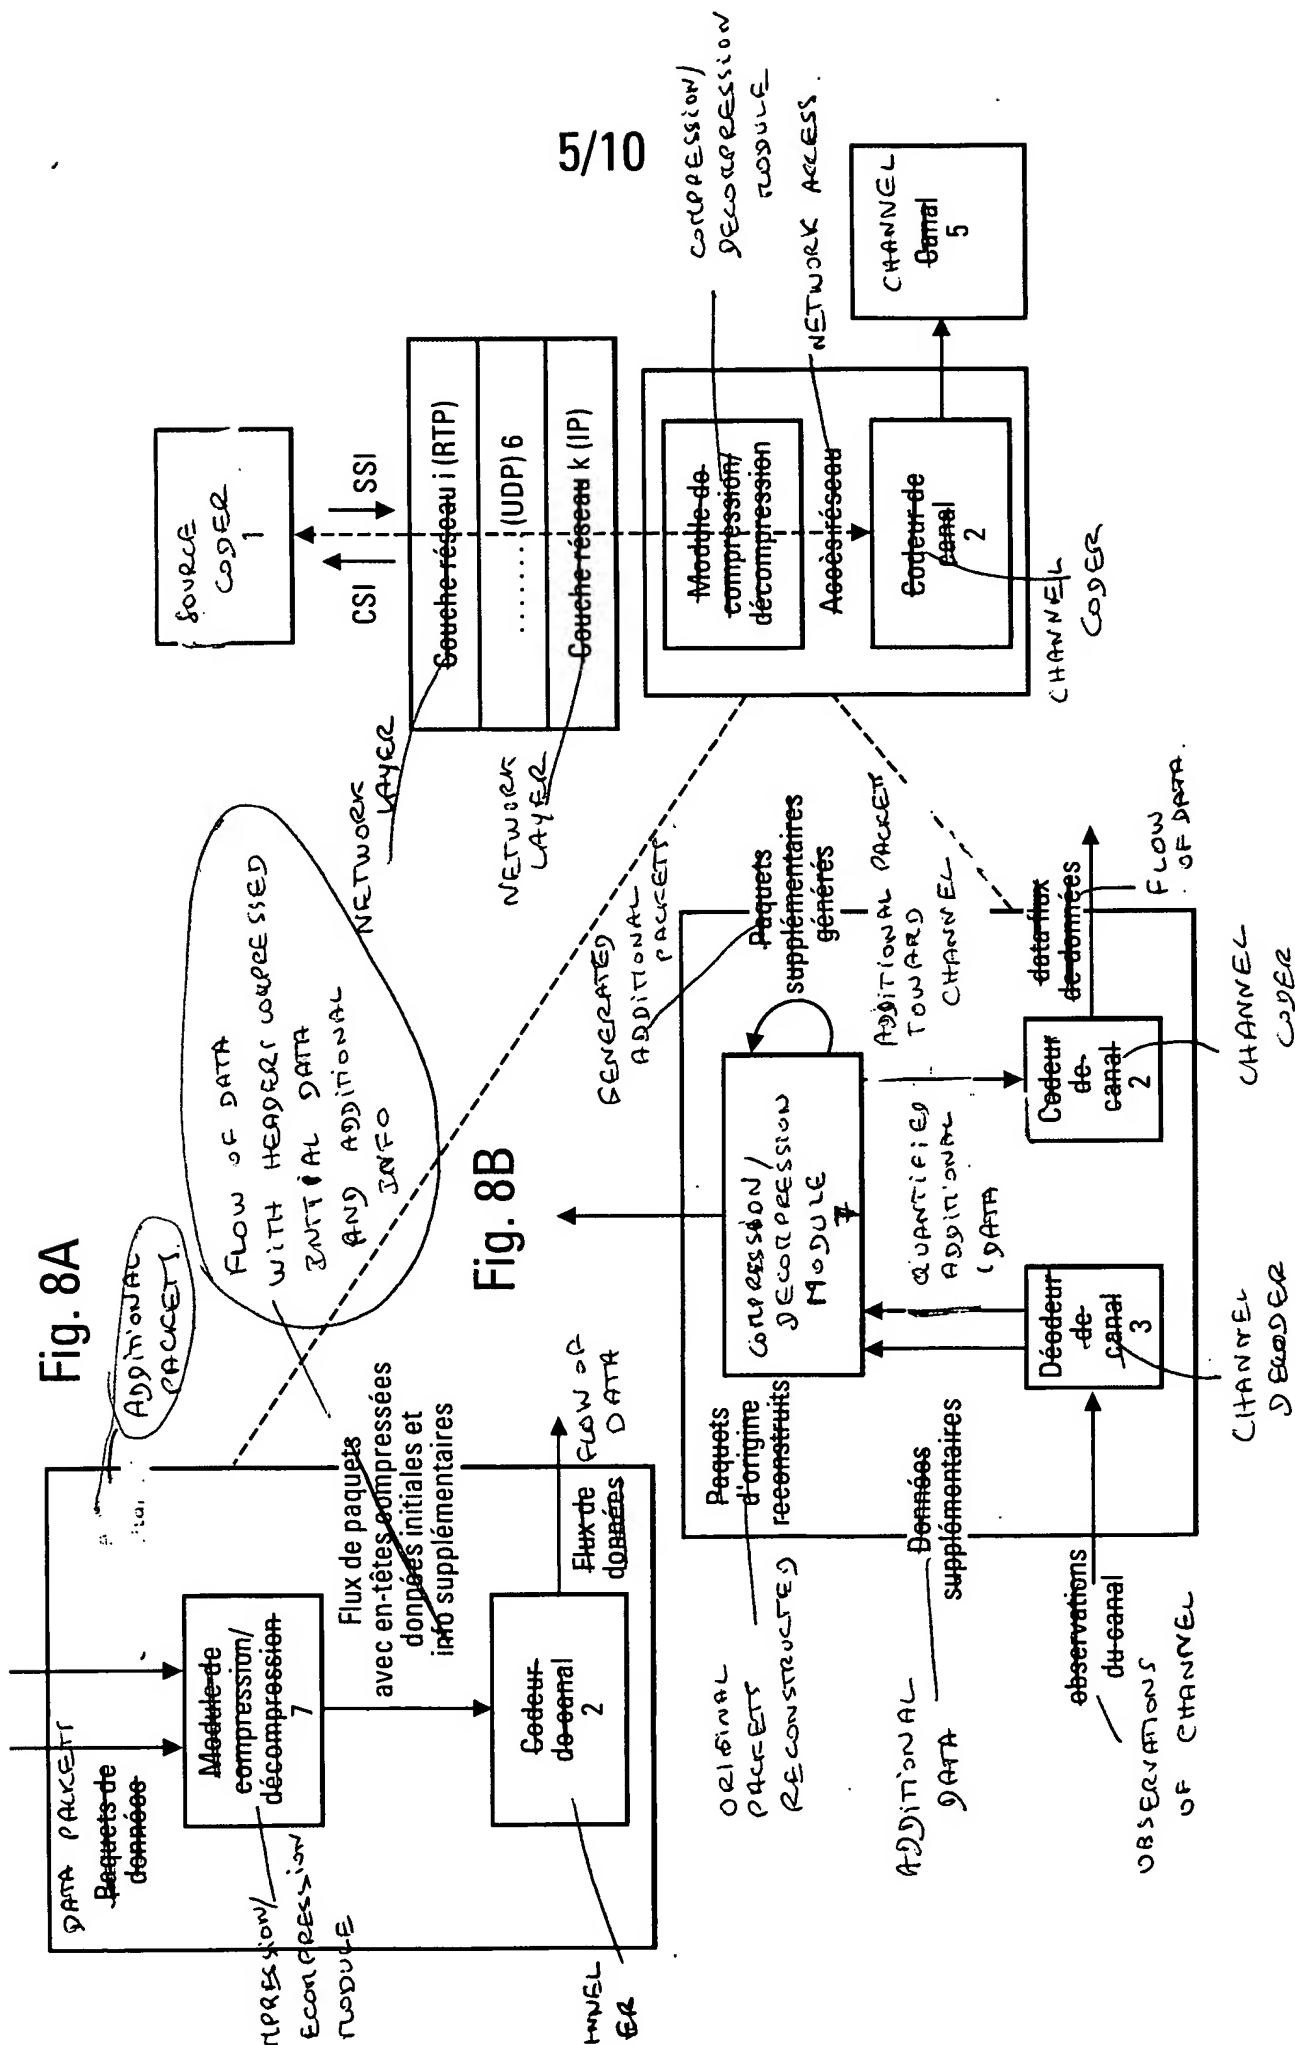 5/10
Fig. 8A
ADDITIONAL
PACKETS.
DATA PACKETS
Paquets de
données
Module de
compression/
décompression
7
MPRESSION/
ECOMPRESSION
MODULE
Flux de paquets
avec en-têtes compressées
données initiales et
info supplémentaires
FLOW OF DATA
WITH HEADERS COMPRESSED
INITIAL DATA
AND ADDITIONAL
INFO
Codeur
de canal
2
NNEL
ER
Flux de
données
FLOW OF
DATA
SOURCE
CODER
1
CSI
SSI
Couche réseau i (RTP)
........(UDP) 6
Couche réseau k (IP)
NETWORK
LAYER
NETWORK
LAYER
Module de
compression/
décompression
COMPRESSION/
DECOMPRESSION
MODULE
Accès réseau
NETWORK ACCESS.
Codeur de
canal
2
CHANNEL
CODER
CHANNEL
Canal
5
Fig. 8B
Paquets
d'origine
reconstruits
ORIGINAL
PACKETS
RECONSTRUCTED
COMPRESSION/
DECOMPRESSION
MODULE
7
GENERATED
ADDITIONAL
PACKETS.
Paquets
supplémentaires
générés
ADDITIONAL PACKETS
TOWARD
CHANNEL
QUANTIFIED
ADDITIONAL
DATA
Données
supplémentaires
ADDITIONAL
DATA
Déodeur
de
canal
3
CHANNEL
DECODER
Codeur
de
canal
2
CHANNEL
CODER
data flux
de données
FLOW
OF DATA.
observations
du canal
OBSERVATIONS
OF CHANNEL